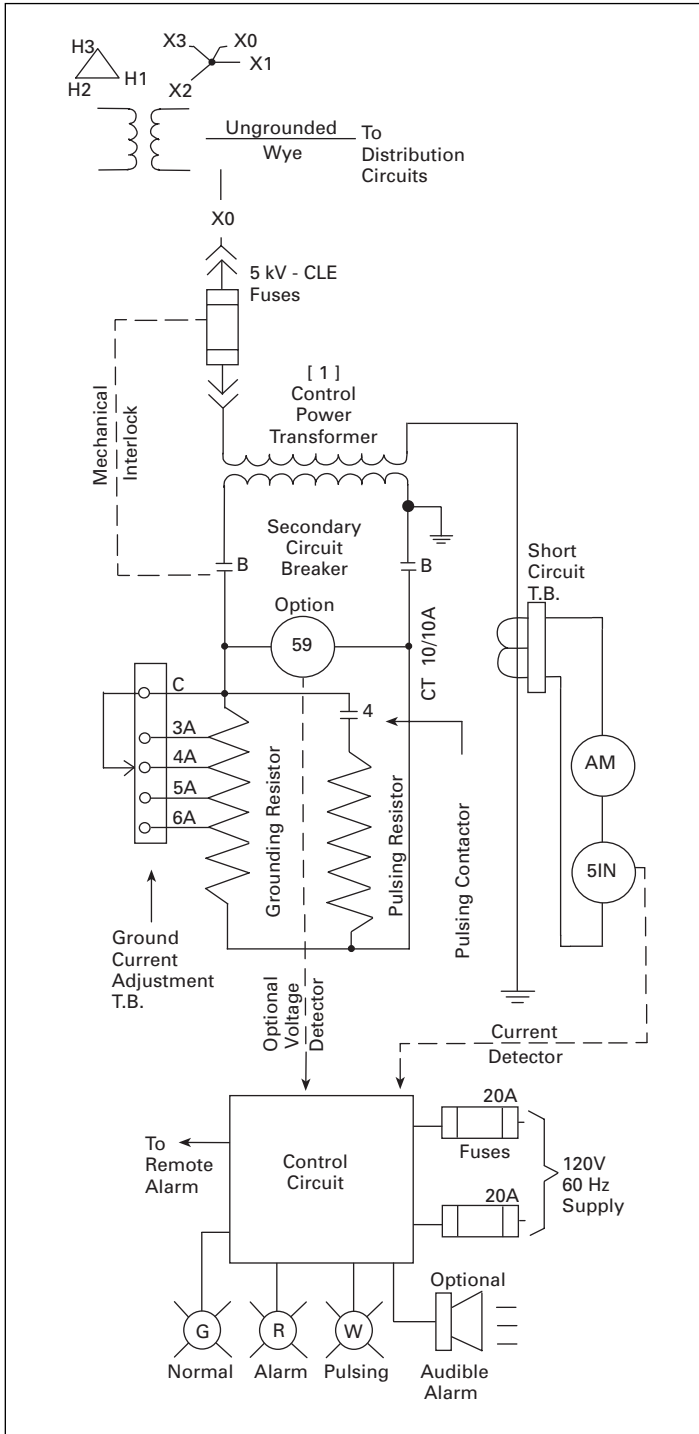 H3
X3
X0
H1
X1
H2
X2
Ungrounded
Wye
To
Distribution
Circuits
X0
5 kV - CLE
Fuses
Mechanical
Interlock
[ 1 ]
Control
Power
Transformer
Secondary
Circuit
Breaker
B
B
Option
59
CT 10/10A
Short
Circuit
T.B.
C
3A
4A
5A
6A
4
Grounding Resistor
Pulsing Resistor
Pulsing Contactor
AM
5IN
Ground
Current
Adjustment
T.B.
Optional
Voltage
Detector
Current
Detector
To
Remote
Alarm
Control
Circuit
20A
Fuses
20A
120V
60 Hz
Supply
G
Normal
R
Alarm
W
Pulsing
Optional
Audible
Alarm